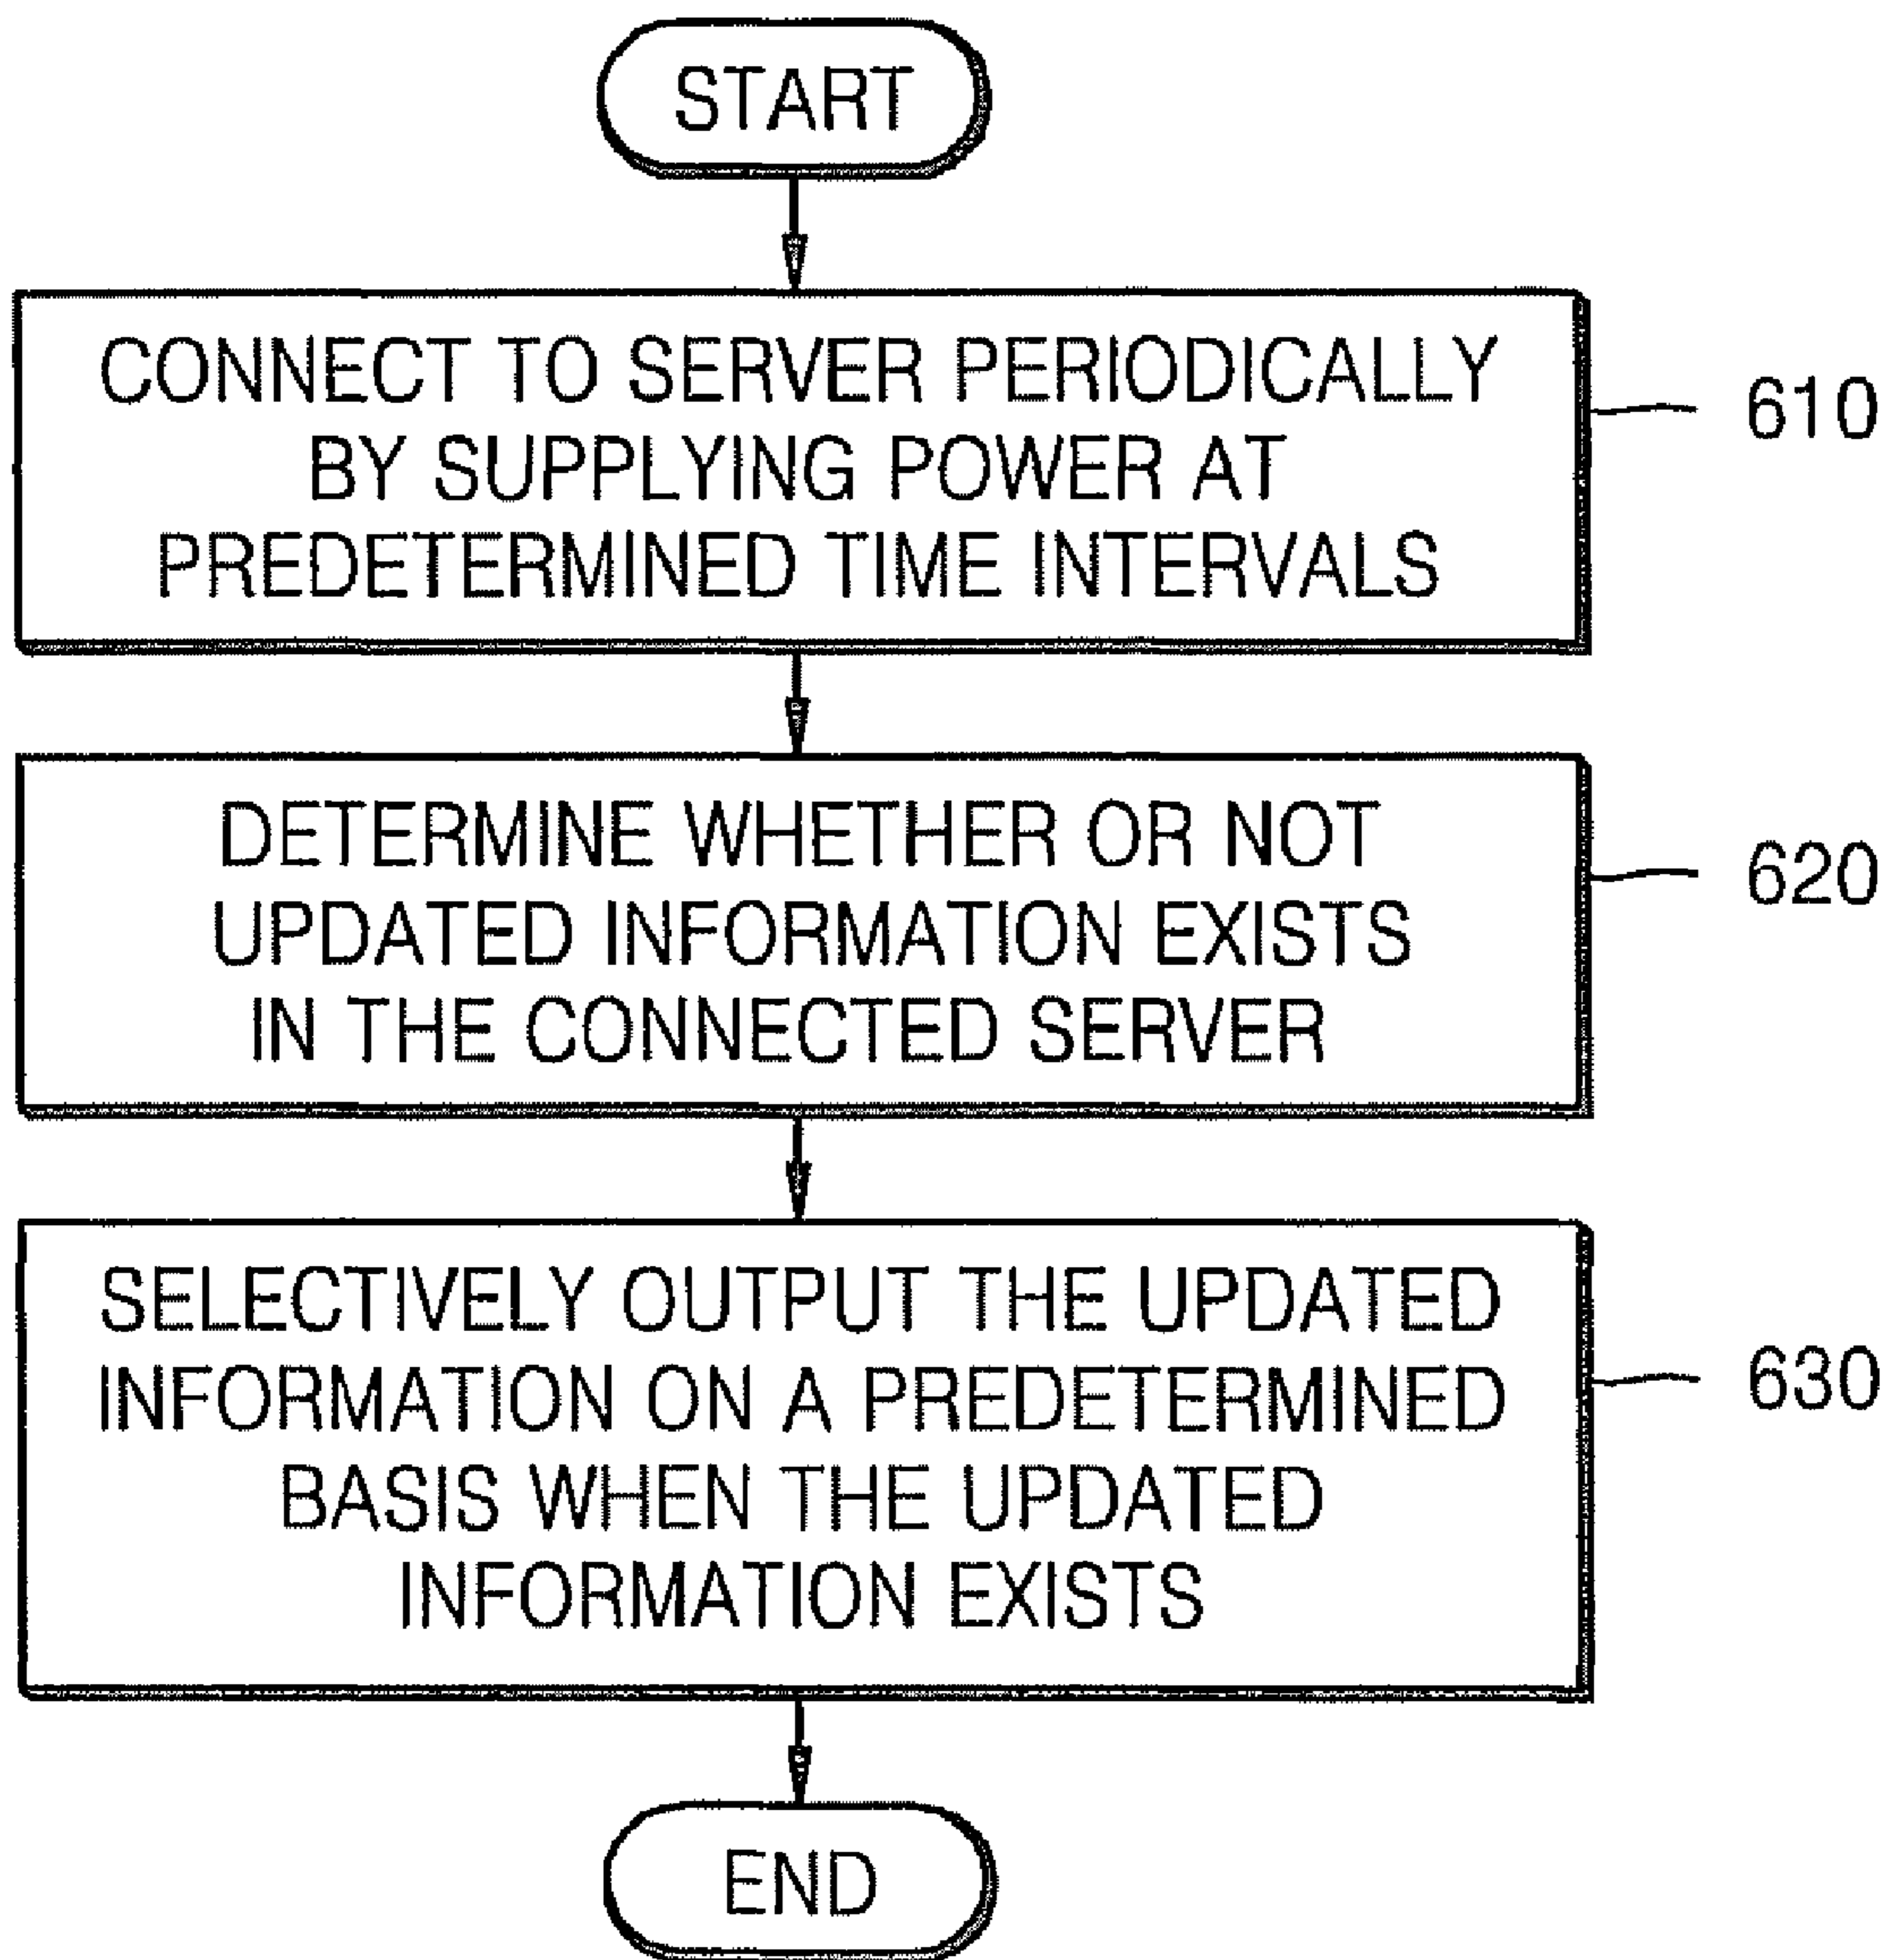 START
CONNECT TO SERVER PERIODICALLY
BY SUPPLYING POWER AT
PREDETERMINED TIME INTERVALS
610
DETERMINE WHETHER OR NOT
UPDATED INFORMATION EXISTS
IN THE CONNECTED SERVER
620
SELECTIVELY OUTPUT THE UPDATED
INFORMATION ON A PREDETERMINED
BASIS WHEN THE UPDATED
INFORMATION EXISTS
630
END